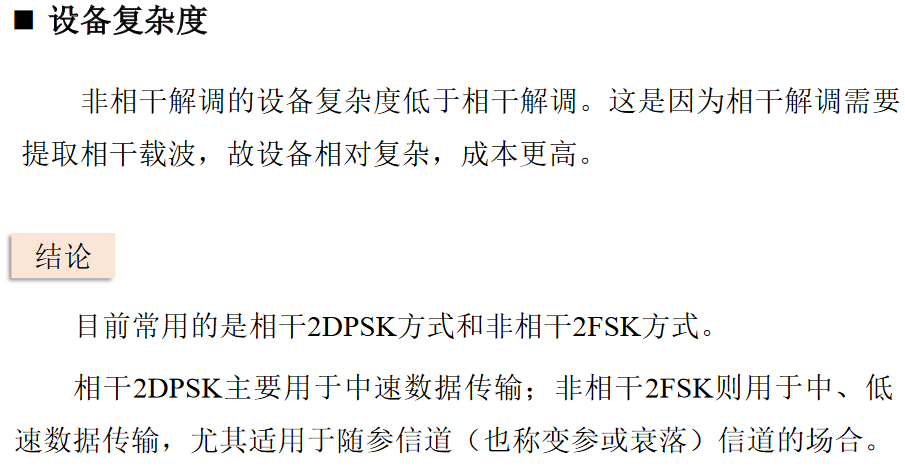 ■ 设备复杂度
非相干解调的设备复杂度低于相干解调。这是因为相干解调需要
提取相干载波，故设备相对复杂，成本更高。
结论
目前常用的是相干2DPSK方式和非相干2FSK方式。
相干2DPSK主要用于中速数据传输；非相干2FSK则用于中、低
速数据传输，尤其适用于随参信道（也称变参或衰落）信道的场合。